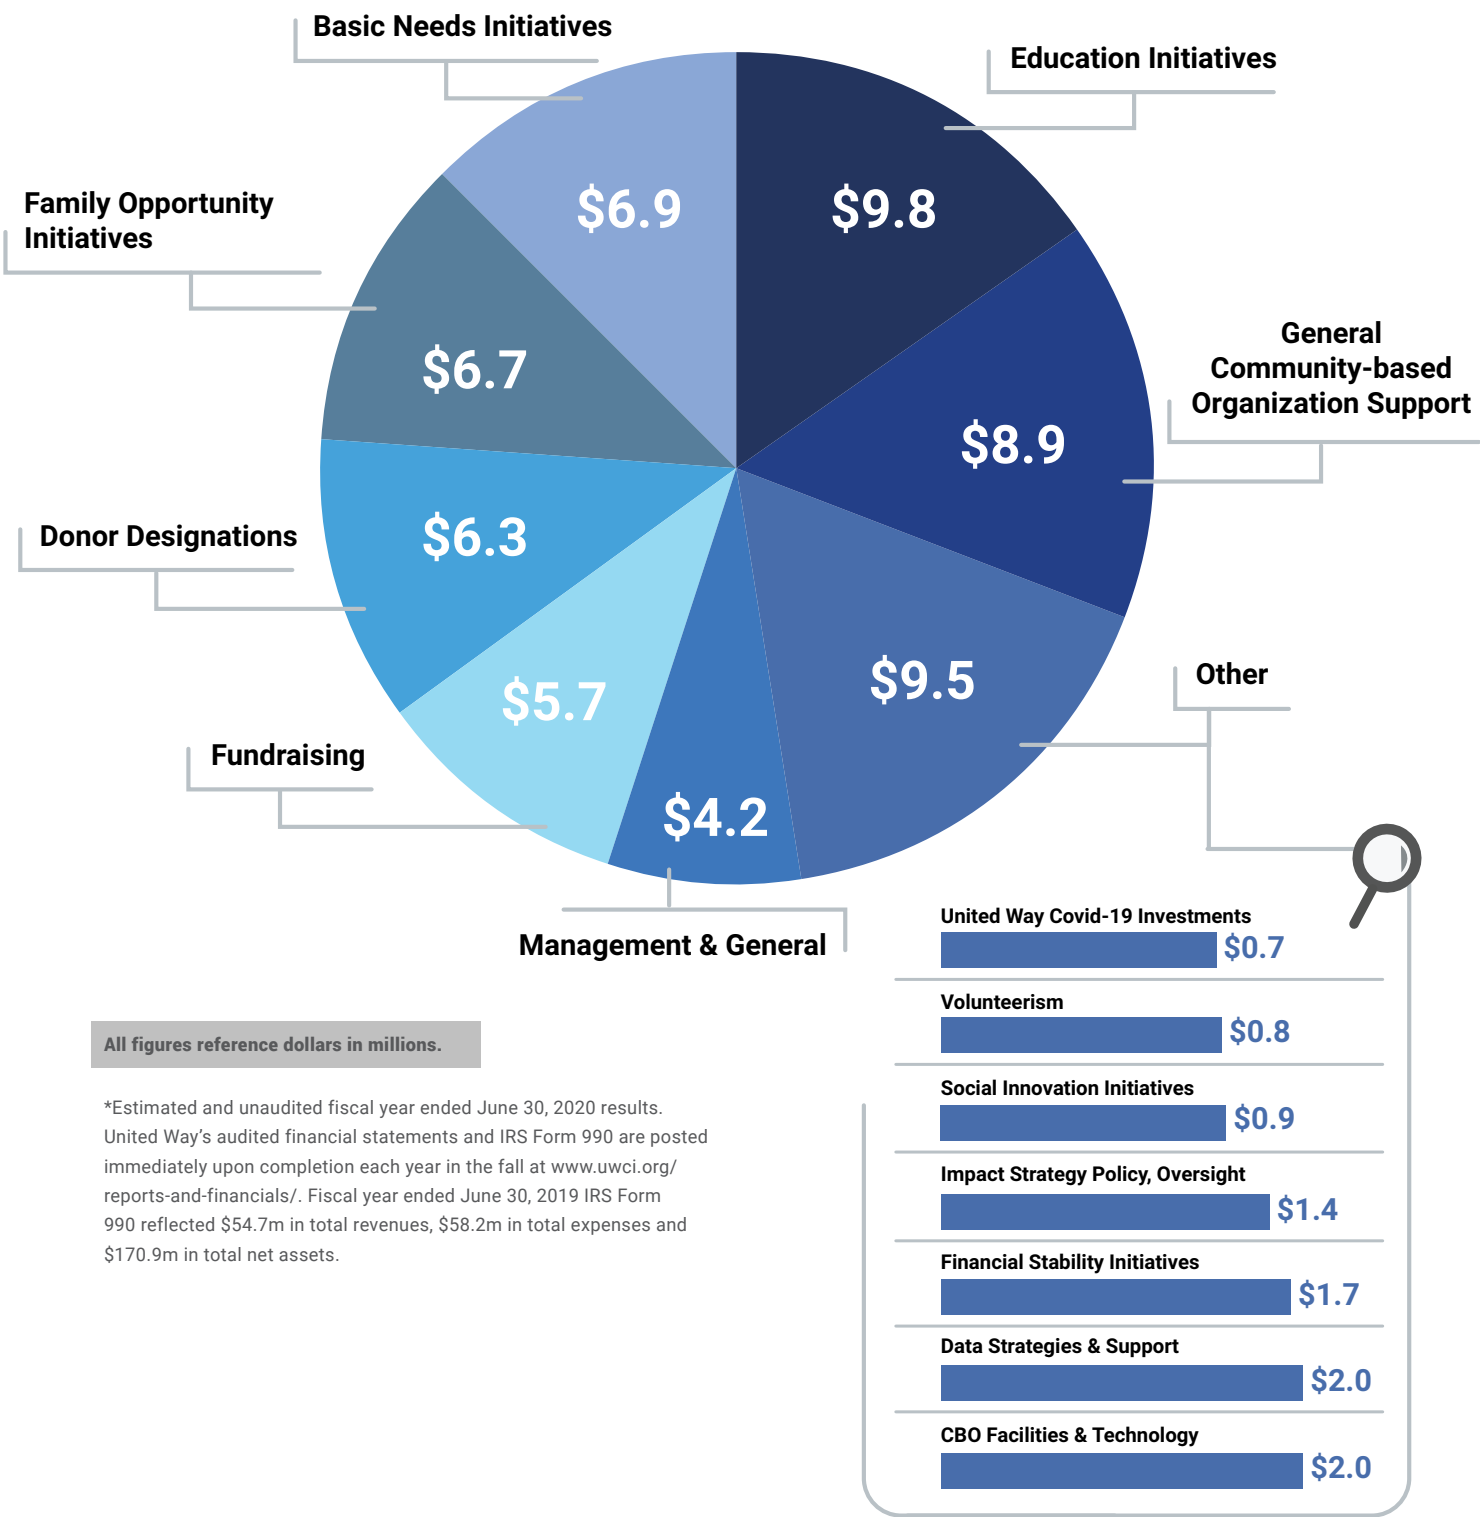 Basic Needs Initiatives
Education Initiatives
Family Opportunity
Initiatives
$6.9
$9.8
General
Community-based
Organization Support
$6.7
$8.9
Donor Designations
$6.3
$9.5
Other
$5.7
Fundraising
$4.2
Management & General
United Way Covid-19 Investments
$0.7
Volunteerism
$0.8
Social Innovation Initiatives
$0.9
Impact Strategy Policy, Oversight
$1.4
Financial Stability Initiatives
$1.7
Data Strategies & Support
$2.0
CBO Facilities & Technology
$2.0
All figures reference dollars in millions.
*Estimated and unaudited fiscal year ended June 30, 2020 results.
United Way’s audited financial statements and IRS Form 990 are posted
immediately upon completion each year in the fall at www.uwci.org/
reports-and-financials/. Fiscal year ended June 30, 2019 IRS Form
990 reflected $54.7m in total revenues, $58.2m in total expenses and
$170.9m in total net assets.